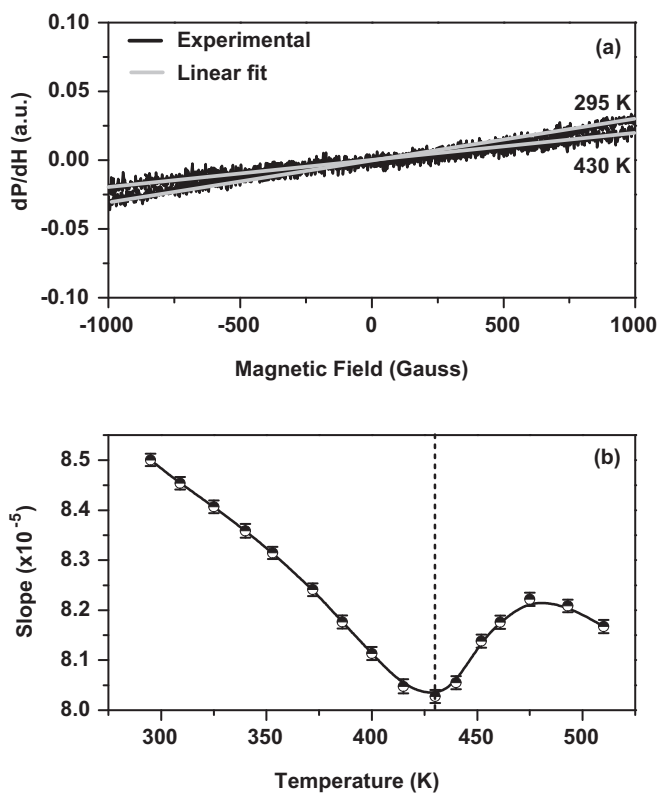 0.10
Experimental
(a)
Linear fit
0.05
295 K
0.00
430 K
-0.05
-0.10
dP/dH (a.u.)
-1000 -500 0 500 1000
Magnetic Field (Gauss)
(b)
8.5
8.4
8.3
8.2
8.1
8.0
Slope (x10⁻⁵)
300 350 400 450 500
Temperature (K)